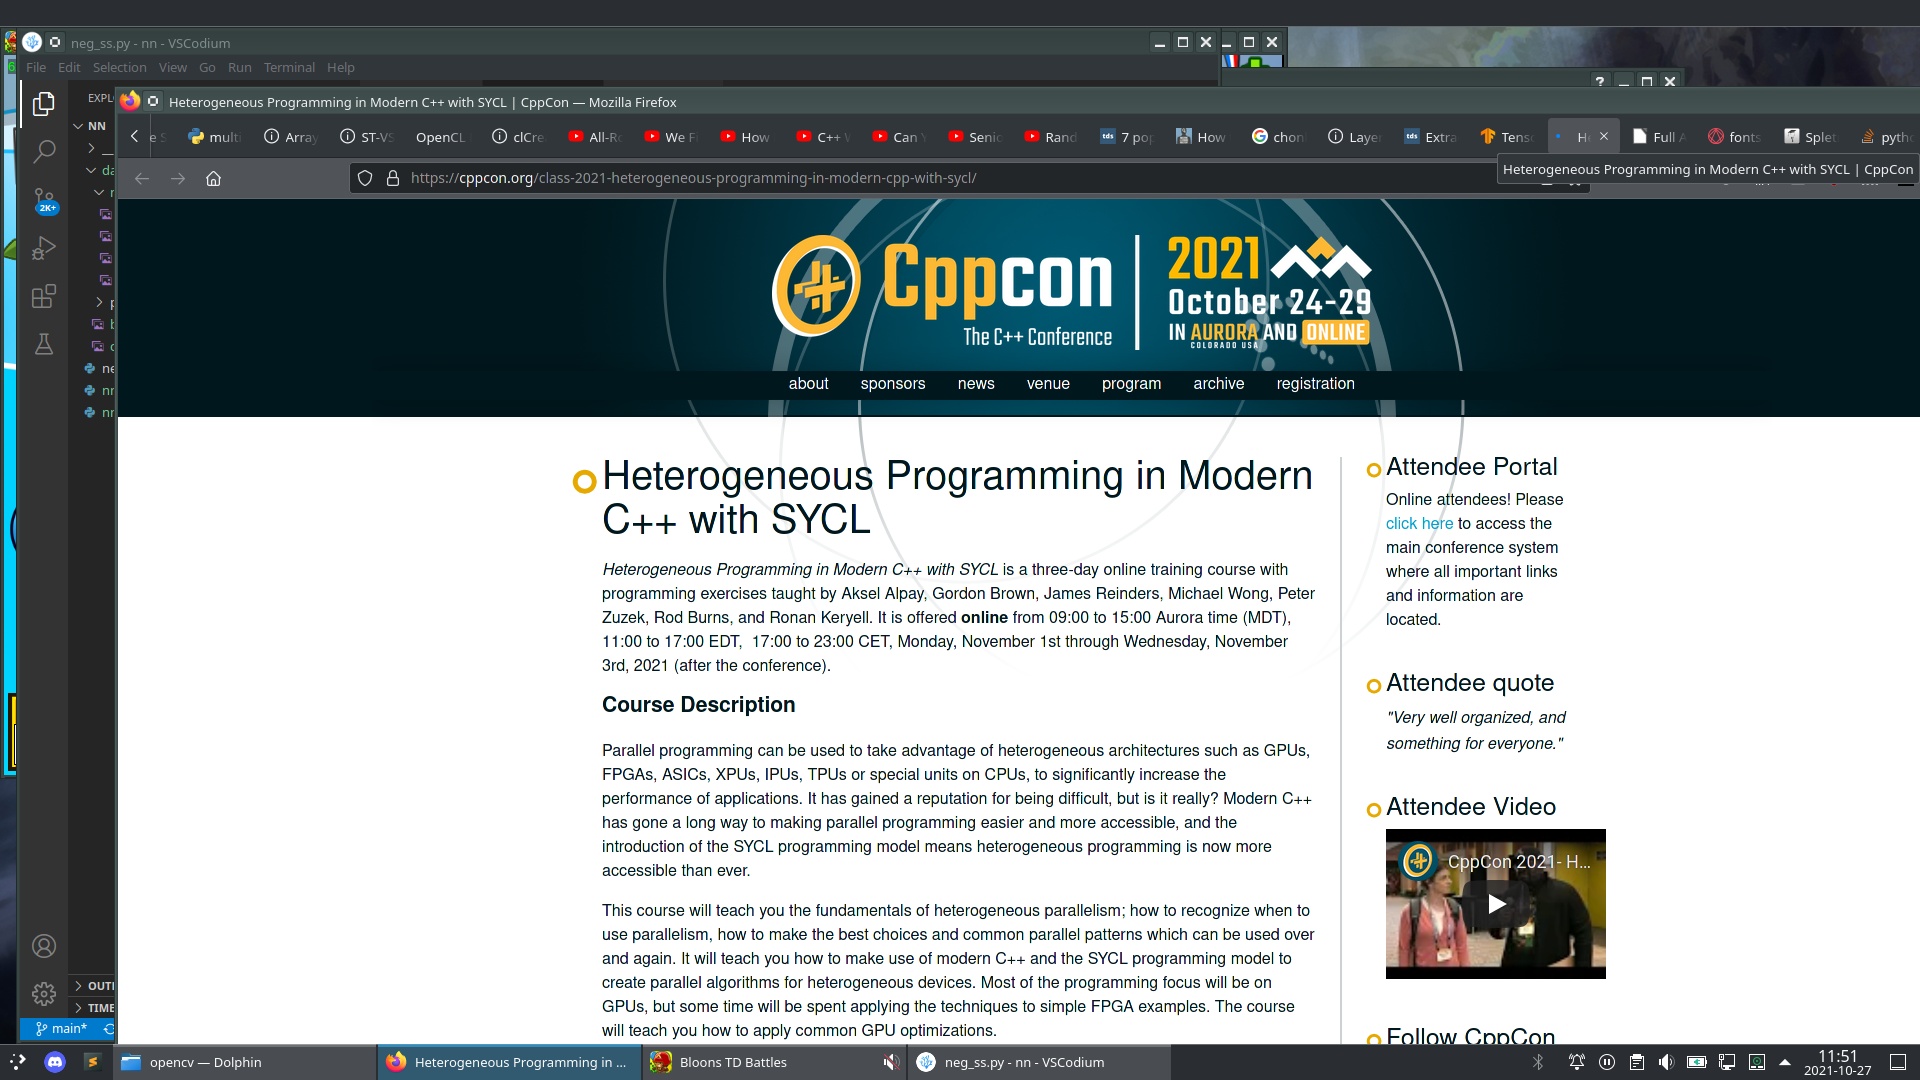 neg_ss.py - nn - VSCodium
File Edit Selection View Go Run Terminal Help
NN
2K+
main*
Heterogeneous Programming in Modern C++ with SYCL | CppCon — Mozilla Firefox
multi Array ST-VS OpenCL clCre All-Ro We Fi How C++ Can Senio Rand 7 pop How chon Layer Extra Tens He Full A fonts Splet pyth
https://cppcon.org/class-2021-heterogeneous-programming-in-modern-cpp-with-sycl/
Heterogeneous Programming in Modern C++ with SYCL | CppCon
Cppcon
The C++ Conference
2021
October 24-29
IN AURORA AND ONLINE
COLORADO USA
about sponsors news venue program archive registration
Heterogeneous Programming in Modern
C++ with SYCL
Heterogeneous Programming in Modern C++ with SYCL is a three-day online training course with
programming exercises taught by Aksel Alpay, Gordon Brown, James Reinders, Michael Wong, Peter
Zuzek, Rod Burns, and Ronan Keryell. It is offered online from 09:00 to 15:00 Aurora time (MDT),
11:00 to 17:00 EDT, 17:00 to 23:00 CET, Monday, November 1st through Wednesday, November
3rd, 2021 (after the conference).
Course Description
Parallel programming can be used to take advantage of heterogeneous architectures such as GPUs,
FPGAs, ASICs, XPUs, IPUs, TPUs or special units on CPUs, to significantly increase the
performance of applications. It has gained a reputation for being difficult, but is it really? Modern C++
has gone a long way to making parallel programming easier and more accessible, and the
introduction of the SYCL programming model means heterogeneous programming is now more
accessible than ever.
This course will teach you the fundamentals of heterogeneous parallelism; how to recognize when to
use parallelism, how to make the best choices and common parallel patterns which can be used over
and again. It will teach you how to make use of modern C++ and the SYCL programming model to
create parallel algorithms for heterogeneous devices. Most of the programming focus will be on
GPUs, but some time will be spent applying the techniques to simple FPGA examples. The course
will teach you how to apply common GPU optimizations.
Attendee Portal
Online attendees! Please
click here to access the
main conference system
where all important links
and information are
located.
Attendee quote
"Very well organized, and
something for everyone."
Attendee Video
CppCon 2021- H...
Follow CppCon
opencv — Dolphin
Heterogeneous Programming in ...
Bloons TD Battles
neg_ss.py - nn - VSCodium
11:51
2021-10-27